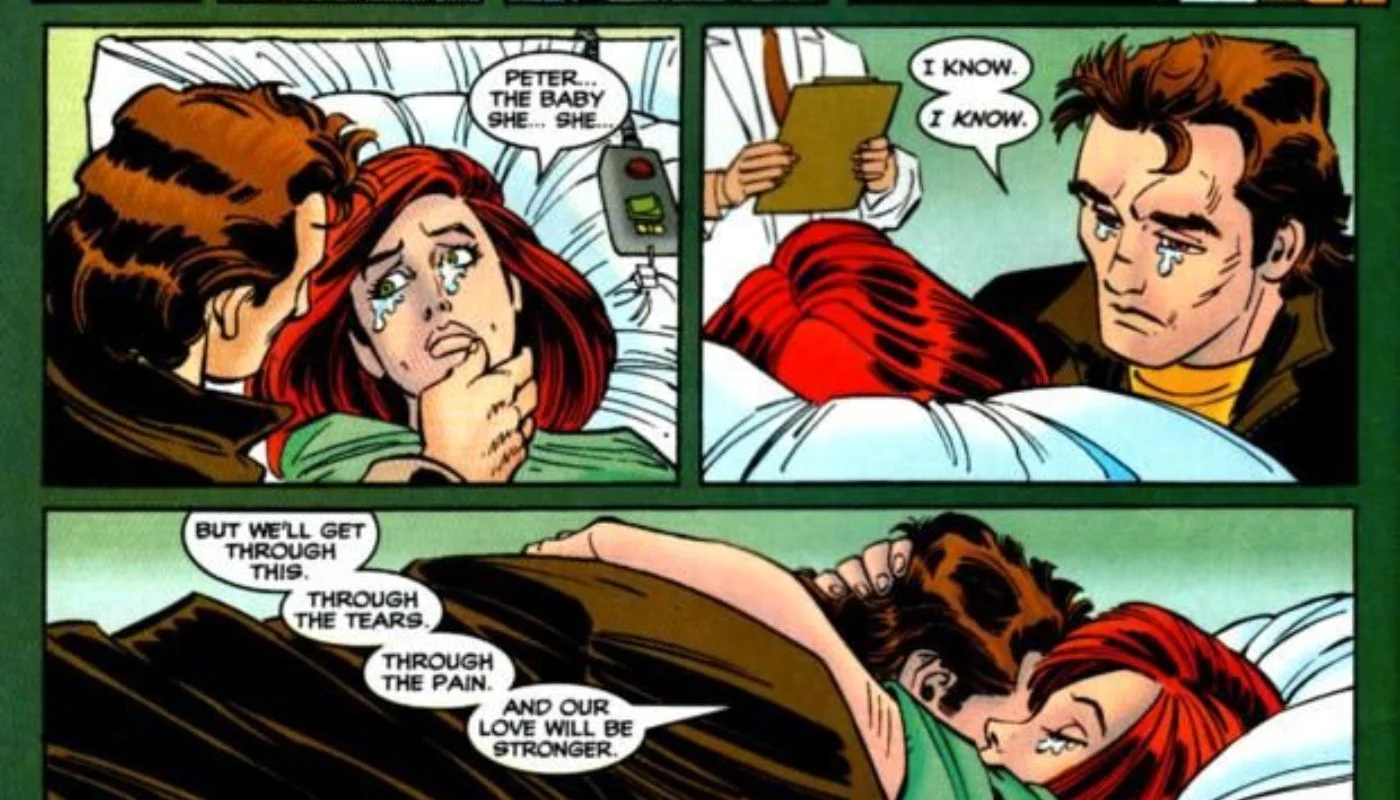 PETER...
THE BABY
SHE... SHE...
I KNOW.
I KNOW.
BUT WE'LL GET
THROUGH
THIS.
THROUGH
THE TEARS.
THROUGH
THE PAIN.
AND OUR
LOVE WILL BE
STRONGER.